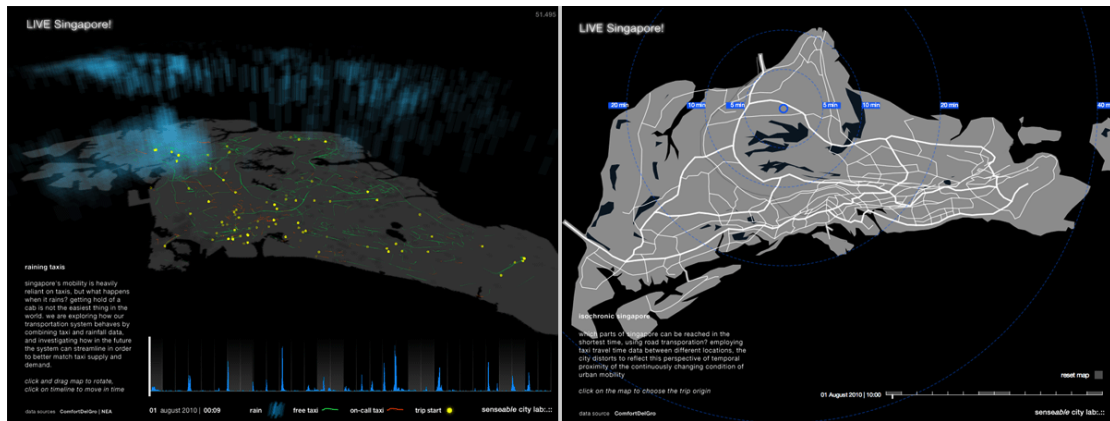 LIVE Singapore!
51.495
raining taxis
singapore's mobility is heavily
reliant on taxis, but what happens
when it rains? getting hold of a
cab is not the easiest thing in the
world. we are exploring how our
transportation system behaves by
combining taxi and rainfall data,
and investigating how in the future
the system can streamline in order
to better match taxi supply and
demand.
click and drag map to rotate,
click on timeline to move in time
data sources ComfortDelGro | NEA
01 august 2010 | 00:09
rain
free taxi
on-call taxi
trip start
senseable city lab:.::
LIVE Singapore!
20 min
10 min
5 min
5 min
10 min
20 min
40 m
isochronic singapore
which parts of singapore can be reached in the
shortest time, using road transporation? employing
taxi travel time data between different locations, the
city distorts to reflect this perspective of temporal
proximity of the continuously changing condition of
urban mobility
click on the map to choose the trip origin
reset map
01 August 2010 | 10:00
data source ComfortDelGro
senseable city lab:.::